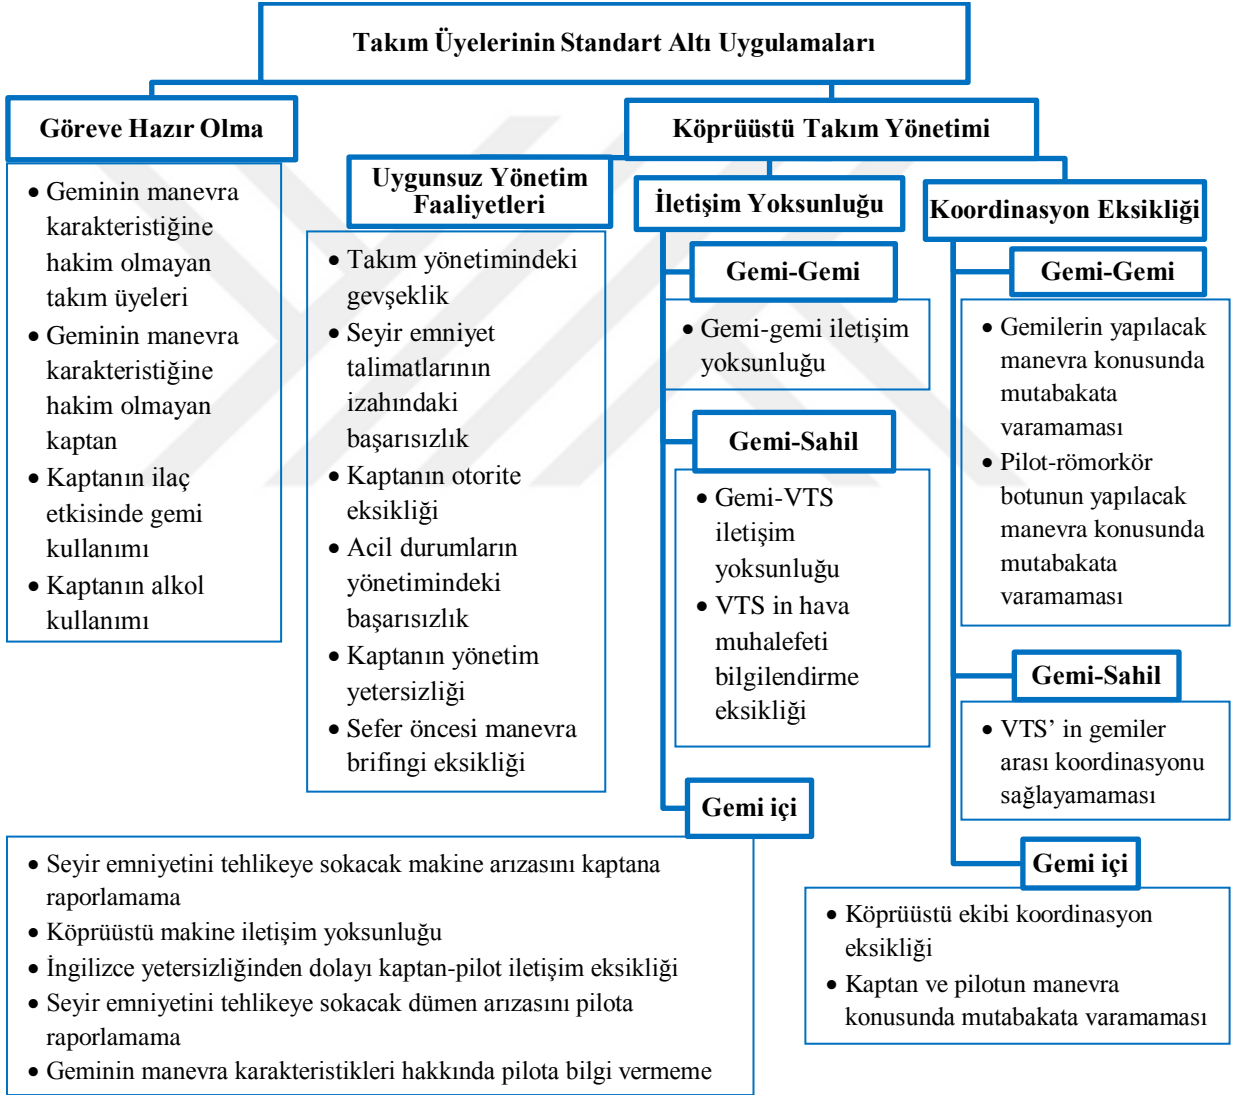 Takım Üyelerinin Standart Altı Uygulamaları
Göreve Hazır Olma
• Geminin manevra
karakteristiğine
hakim olmayan
takım üyeleri
• Geminin manevra
karakteristiğine
hakim olmayan
kaptan
• Kaptanın ilaç
etkisinde gemi
kullanımı
• Kaptanın alkol
kullanımı
Köprüüstü Takım Yönetimi
Uygunsuz Yönetim
Faaliyetleri
• Takım yönetimindeki
gevşeklik
• Seyir emniyet
talimatlarının
izahındaki
başarısızlık
• Kaptanın otorite
eksikliği
• Acil durumların
yönetimindeki
başarısızlık
• Kaptanın yönetim
yetersizliği
• Sefer öncesi manevra
brifingi eksikliği
İletişim Yoksunluğu
Gemi-Gemi
• Gemi-gemi iletişim
yoksunluğu
Gemi-Sahil
• Gemi-VTS
iletişim
yoksunluğu
• VTS in hava
muhalefeti
bilgilendirme
eksikliği
Gemi içi
• Seyir emniyetini tehlikeye sokacak makine arızasını kaptana
raporlamama
• Köprüüstü makine iletişim yoksunluğu
• İngilizce yetersizliğinden dolayı kaptan-pilot iletişim eksikliği
• Seyir emniyetini tehlikeye sokacak dümen arızasını pilota
raporlamama
• Geminin manevra karakteristikleri hakkında pilota bilgi vermeme
Koordinasyon Eksikliği
Gemi-Gemi
• Gemilerin yapılacak
manevra konusunda
mutabakata
varamaması
• Pilot-römorkör
botunun yapılacak
manevra konusunda
mutabakata
varamaması
Gemi-Sahil
• VTS’ in gemiler
arası koordinasyonu
sağlayamaması
Gemi içi
• Köprüüstü ekibi koordinasyon
eksikliği
• Kaptan ve pilotun manevra
konusunda mutabakata varamaması